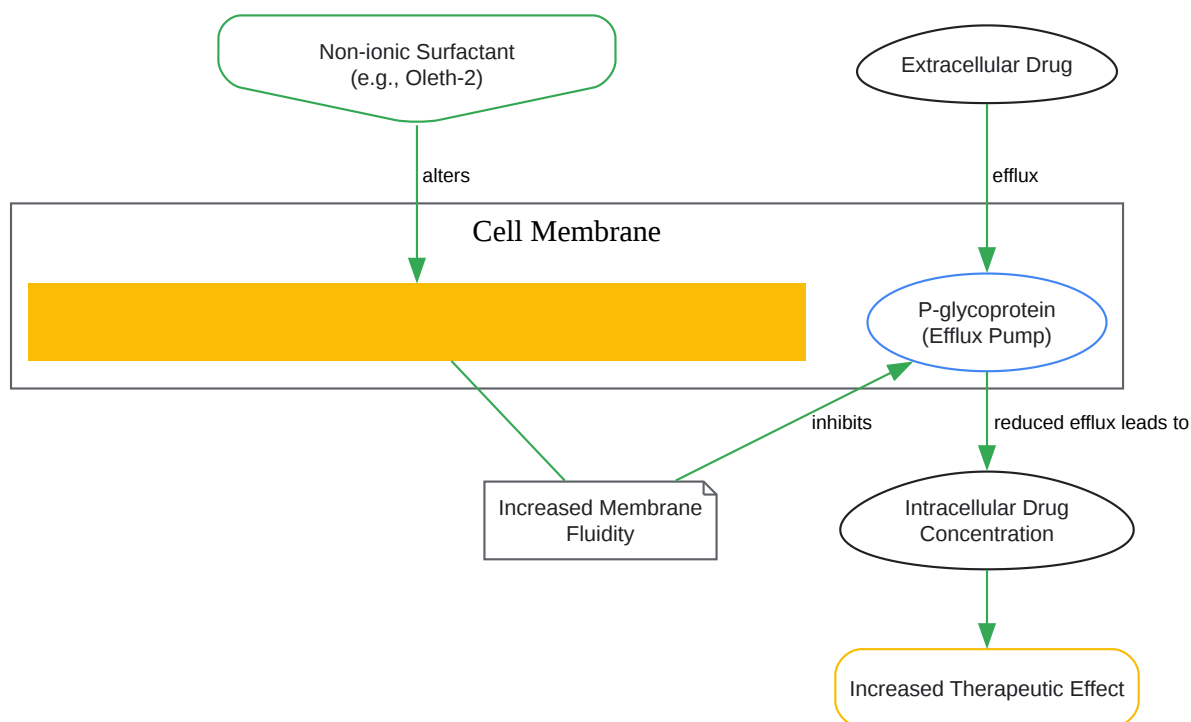 Non-ionic Surfactant
(e.g., Oleth-2)
Extracellular Drug
alters
efflux
Cell Membrane
P-glycoprotein
(Efflux Pump)
inhibits
reduced efflux leads to
Increased Membrane
Fluidity
Intracellular Drug
Concentration
Increased Therapeutic Effect